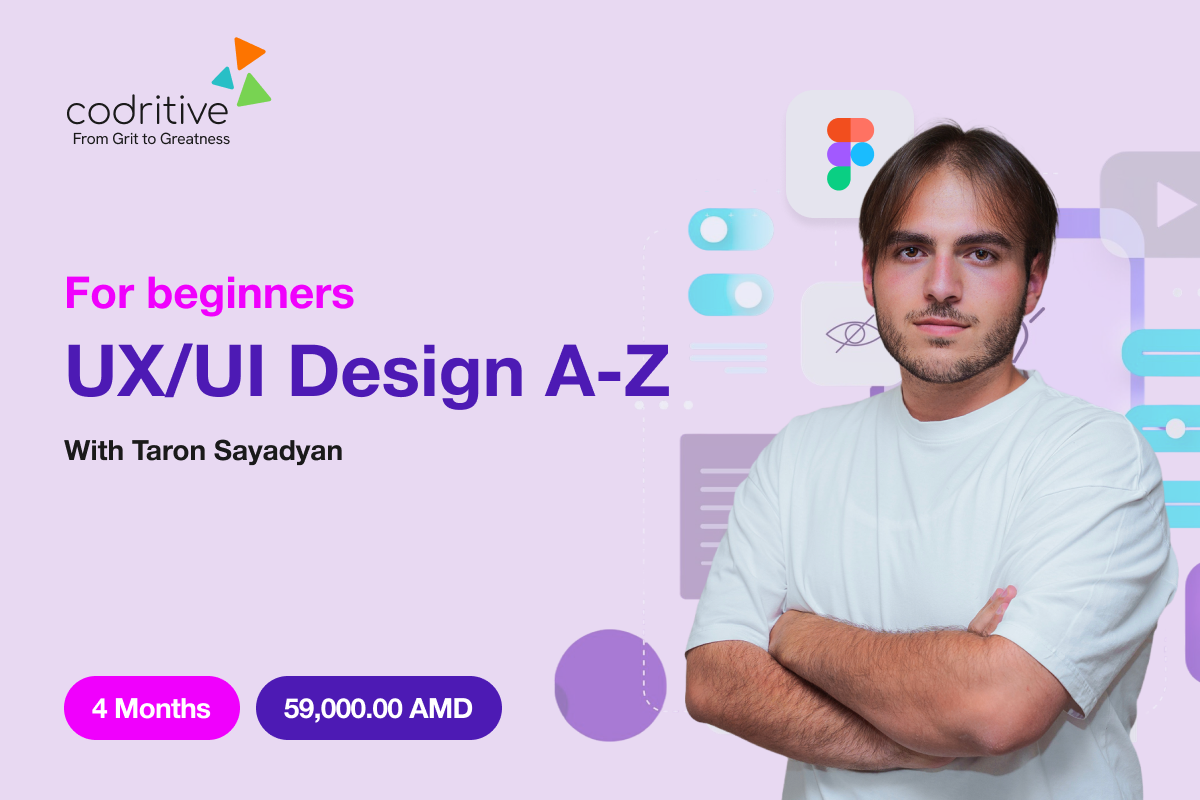 codritive
From Grit to Greatness
For beginners
UX/UI Design A-Z
With Taron Sayadyan
4 Months
59,000.00 AMD